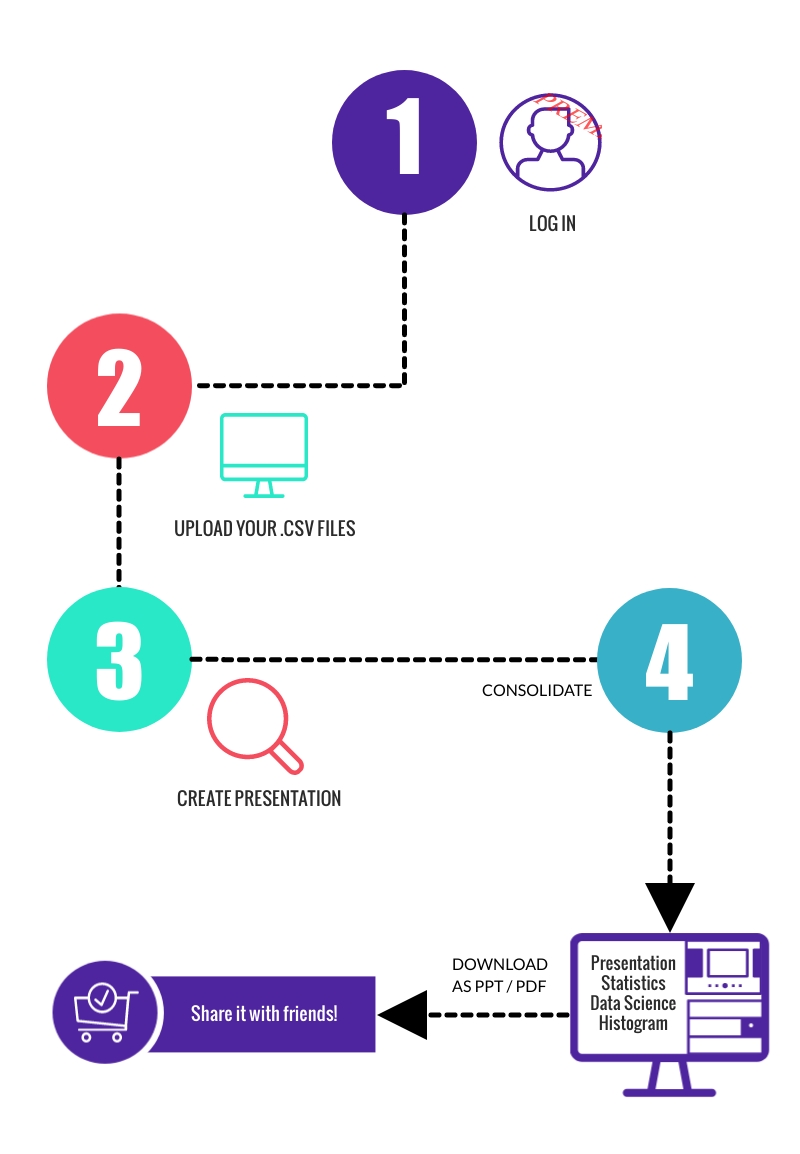 1
PREM
LOG IN
2
UPLOAD YOUR .CSV FILES
3
4
CONSOLIDATE
CREATE PRESENTATION
DOWNLOAD
AS PPT / PDF
Presentation
Statistics
Data Science
Histogram
Share it with friends!